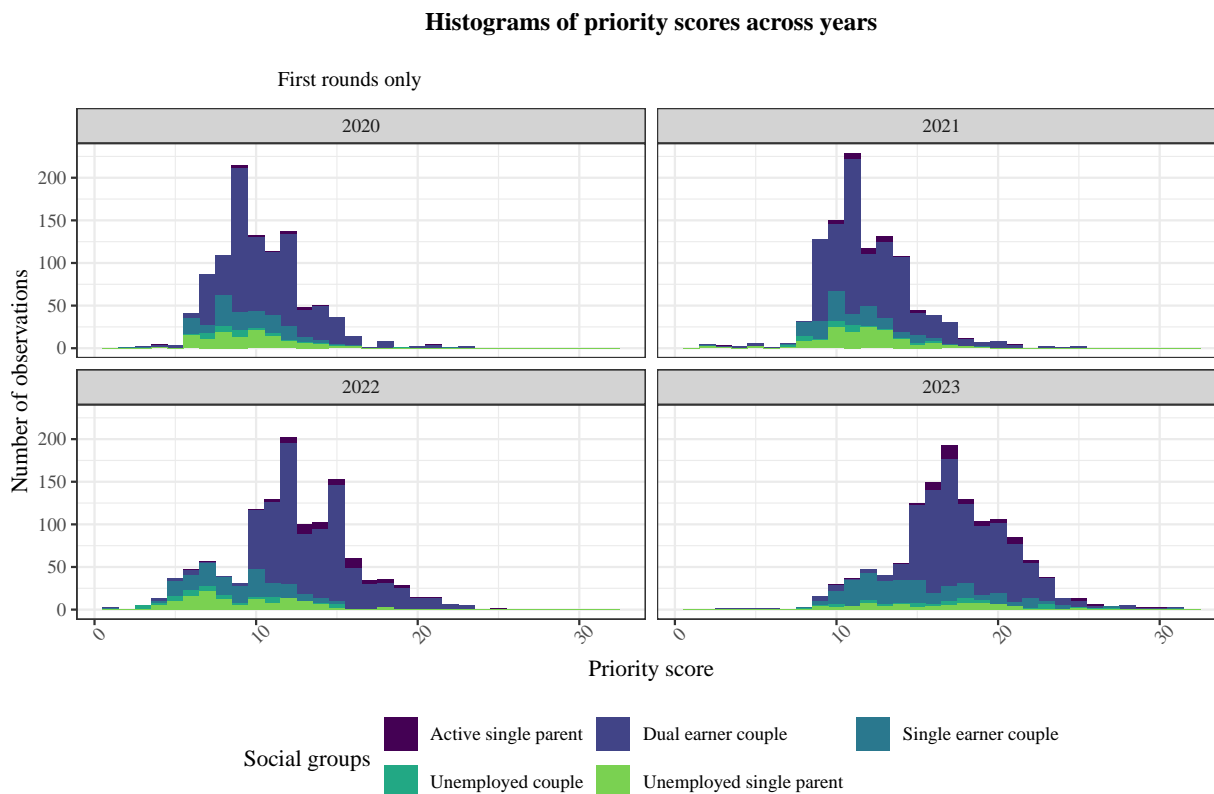 Histograms of priority scores across years
First rounds only
2020
2021
200
150
100
50
0
2022
2023
200
150
100
50
0
0
10
20
30
0
10
20
30
Number of observations
Priority score
Social groups
Active single parent
Dual earner couple
Single earner couple
Unemployed couple
Unemployed single parent